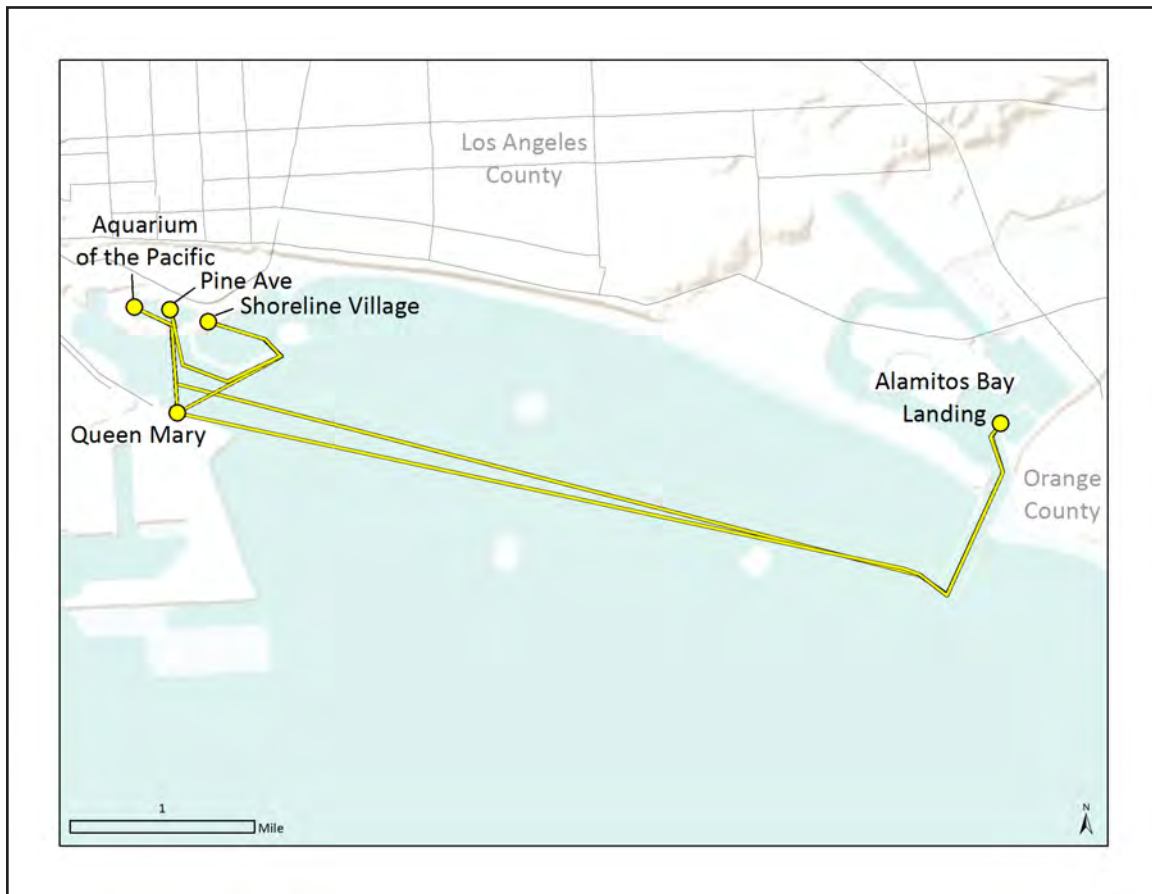 Los Angeles
County
Aquarium
of the Pacific
Pine Ave
Shoreline Village
Queen Mary
Alamitos Bay
Landing
Orange
County
1
Mile
N